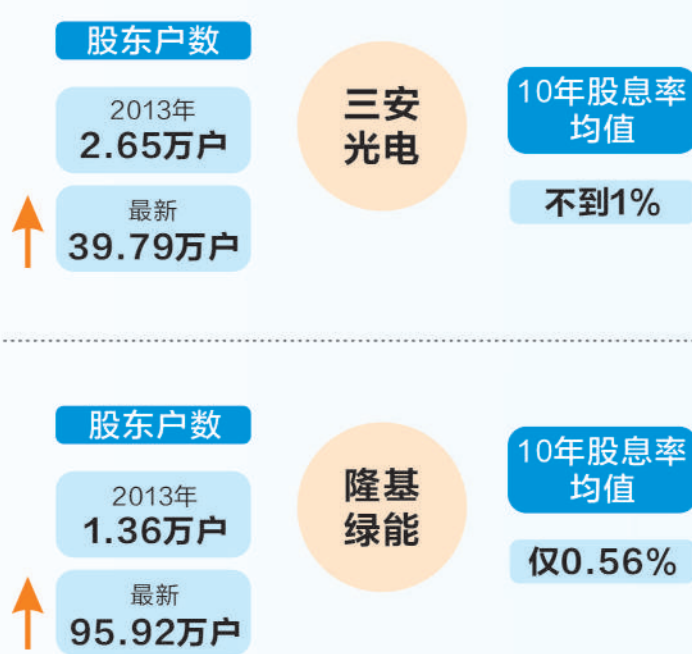 股东户数
2013年
2.65万户
最新
39.79万户
三安
光电
10年股息率
均值
不到1%
股东户数
2013年
1.36万户
最新
95.92万户
隆基
绿能
10年股息率
均值
仅0.56%